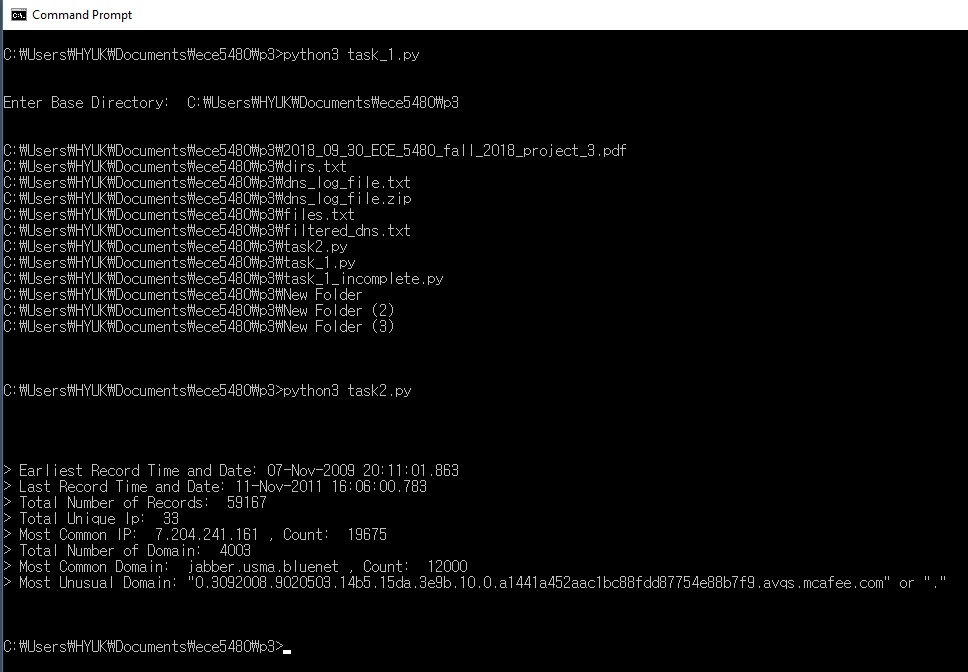 Command Prompt
C:₩Users₩HYUK₩Documents₩ece5480₩p3>python3 task_1.py
Enter Base Directory:  C:₩Users₩HYUK₩Documents₩ece5480₩p3
C:₩Users₩HYUK₩Documents₩ece5480₩p3₩2018_09_30_ECE_5480_fall_2018_project_3.pdf
C:₩Users₩HYUK₩Documents₩ece5480₩p3₩dirs.txt
C:₩Users₩HYUK₩Documents₩ece5480₩p3₩dns_log_file.txt
C:₩Users₩HYUK₩Documents₩ece5480₩p3₩dns_log_file.zip
C:₩Users₩HYUK₩Documents₩ece5480₩p3₩files.txt
C:₩Users₩HYUK₩Documents₩ece5480₩p3₩filtered_dns.txt
C:₩Users₩HYUK₩Documents₩ece5480₩p3₩task2.py
C:₩Users₩HYUK₩Documents₩ece5480₩p3₩task_1.py
C:₩Users₩HYUK₩Documents₩ece5480₩p3₩task_1_incomplete.py
C:₩Users₩HYUK₩Documents₩ece5480₩p3₩New Folder
C:₩Users₩HYUK₩Documents₩ece5480₩p3₩New Folder (2)
C:₩Users₩HYUK₩Documents₩ece5480₩p3₩New Folder (3)
C:₩Users₩HYUK₩Documents₩ece5480₩p3>python3 task2.py
> Earliest Record Time and Date: 07-Nov-2009 20:11:01.863
> Last Record Time and Date: 11-Nov-2011 16:06:00.783
> Total Number of Records:  59167
> Total Unique Ip:  33
> Most Common IP:  7.204.241.161 , Count:  19675
> Total Number of Domain:  4003
> Most Common Domain:  jabber.usma.bluenet , Count:  12000
> Most Unusual Domain: "0.3092008.9020503.14b5.15da.3e9b.10.0.a1441a452aac1bc88fdd87754e88b7f9.avqs.mcafee.com" or "."
C:₩Users₩HYUK₩Documents₩ece5480₩p3>